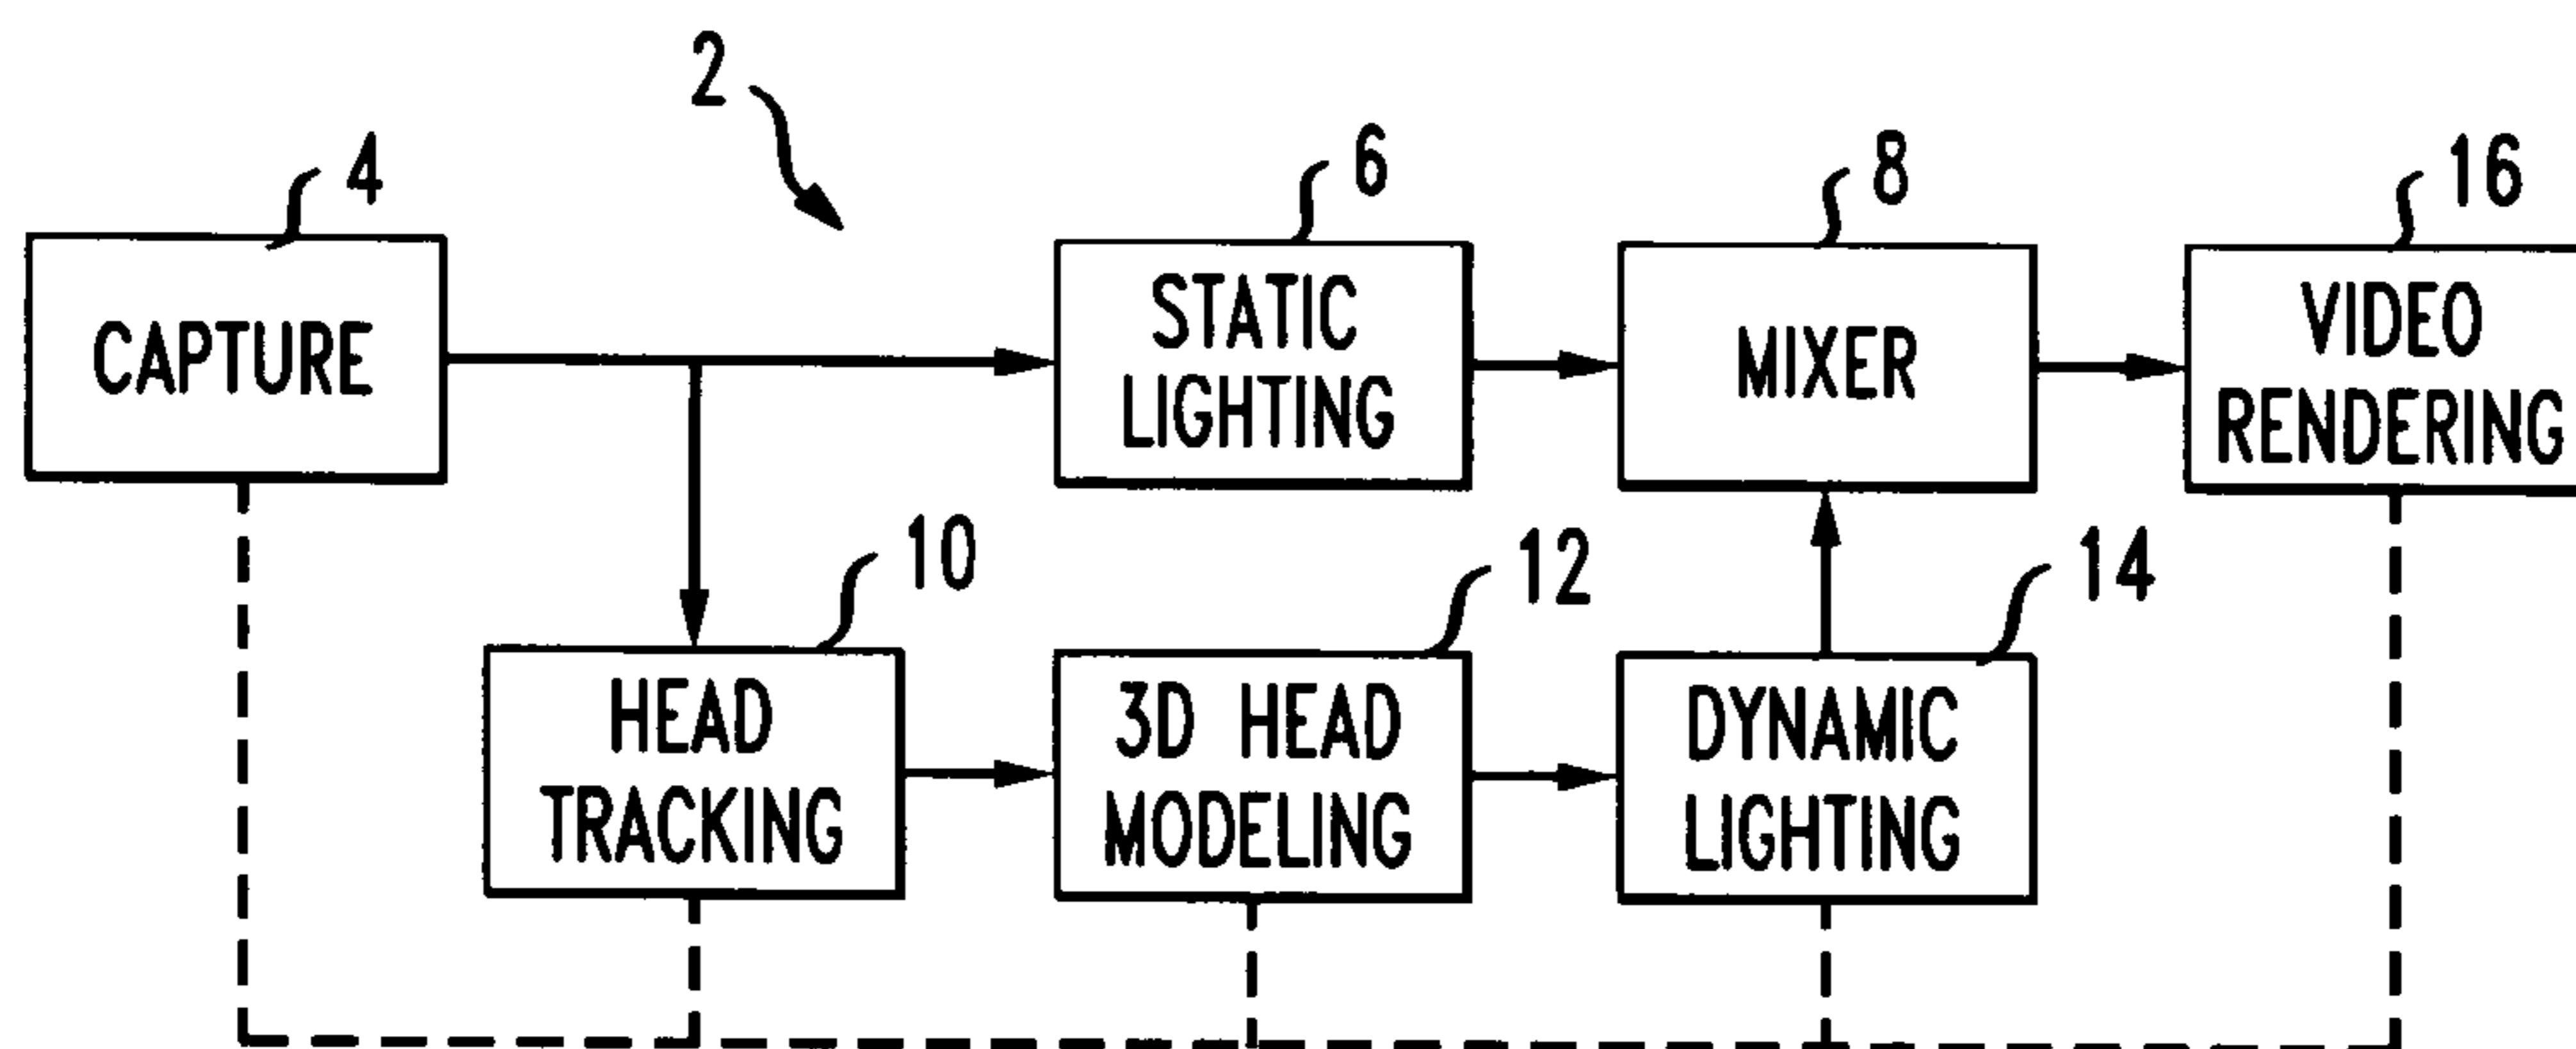 2
4
6
8
16
CAPTURE
STATIC
LIGHTING
MIXER
VIDEO
RENDERING
10
12
14
HEAD
TRACKING
3D HEAD
MODELING
DYNAMIC
LIGHTING